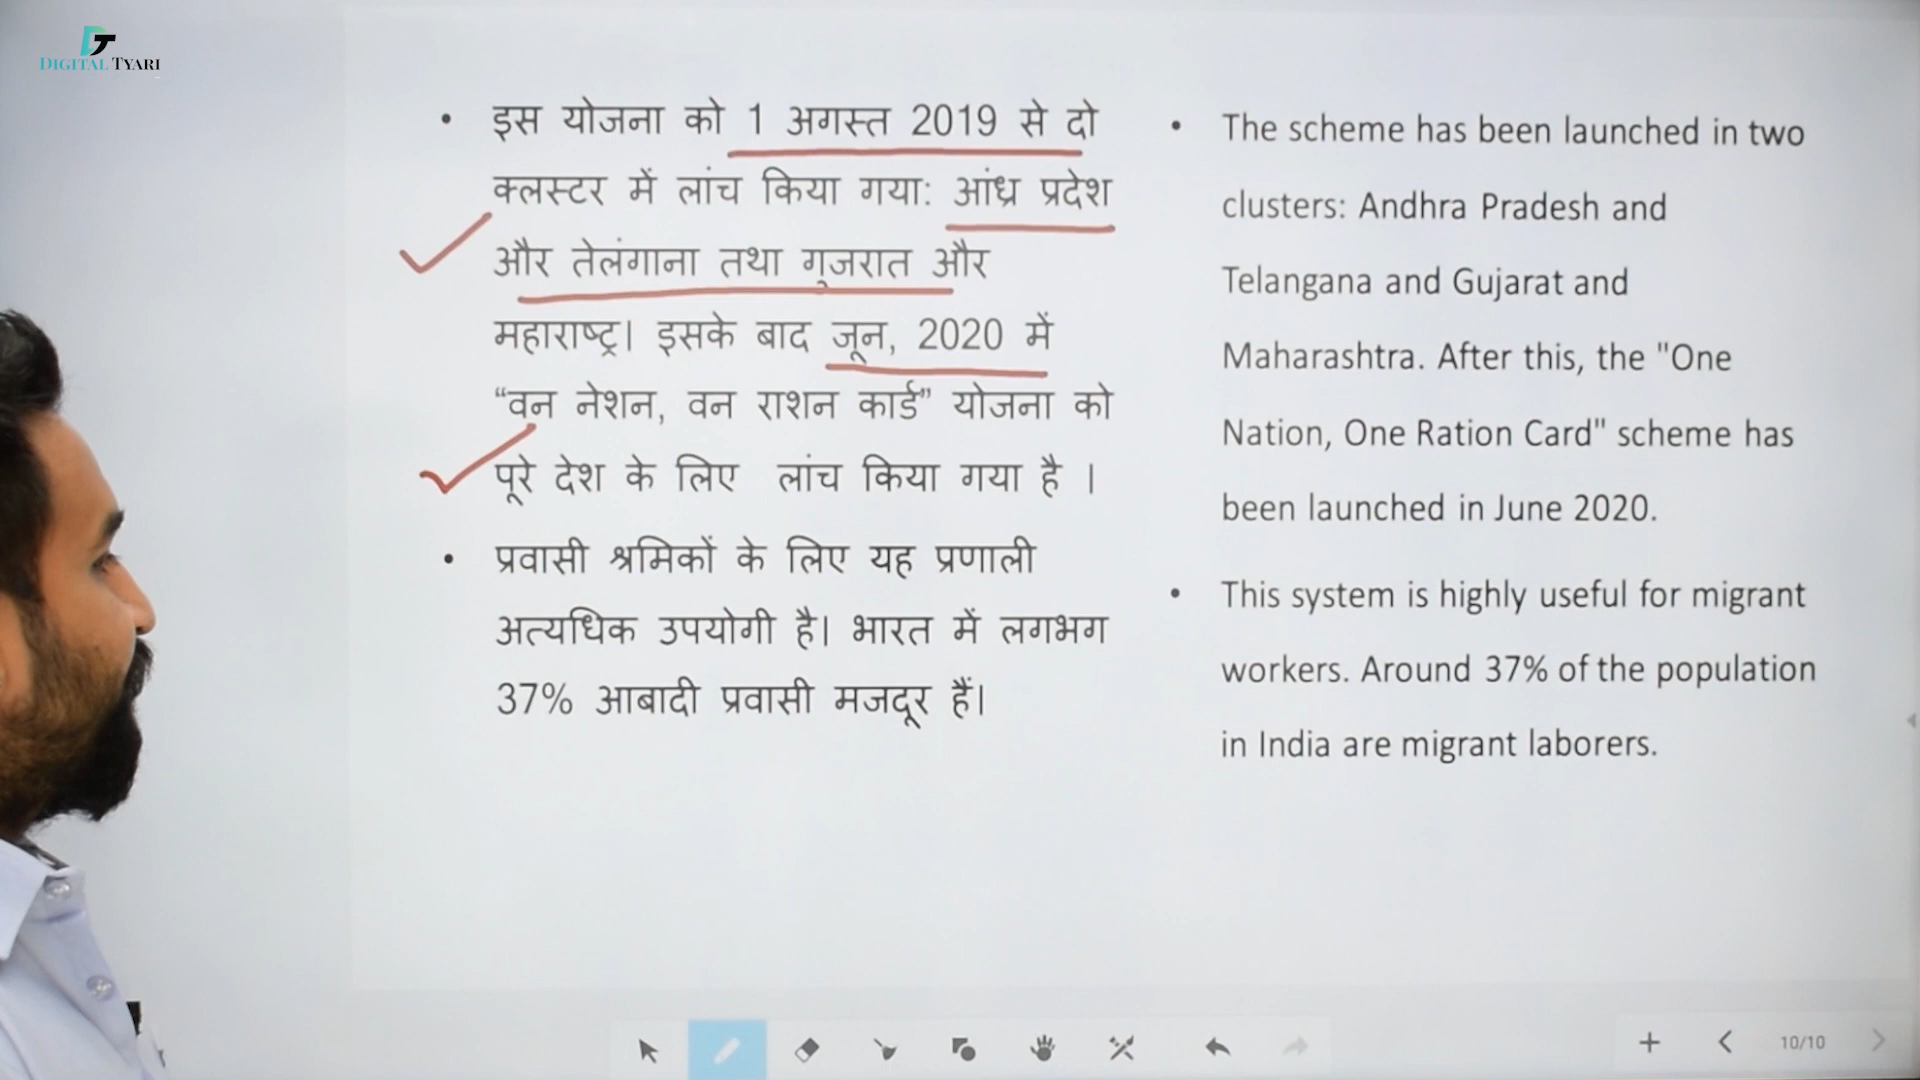 DIGITAL TYARI
• इस योजना को 1 अगस्त 2019 से दो
क्लस्टर में लांच किया गया: आंध्र प्रदेश
और तेलंगाना तथा गुजरात और
महाराष्ट्र। इसके बाद जून, 2020 में
“वन नेशन, वन राशन कार्ड” योजना को
पूरे देश के लिए लांच किया गया है ।
• प्रवासी श्रमिकों के लिए यह प्रणाली
अत्यधिक उपयोगी है। भारत में लगभग
37% आबादी प्रवासी मजदूर हैं।
• The scheme has been launched in two
clusters: Andhra Pradesh and
Telangana and Gujarat and
Maharashtra. After this, the "One
Nation, One Ration Card" scheme has
been launched in June 2020.
• This system is highly useful for migrant
workers. Around 37% of the population
in India are migrant laborers.
10/10